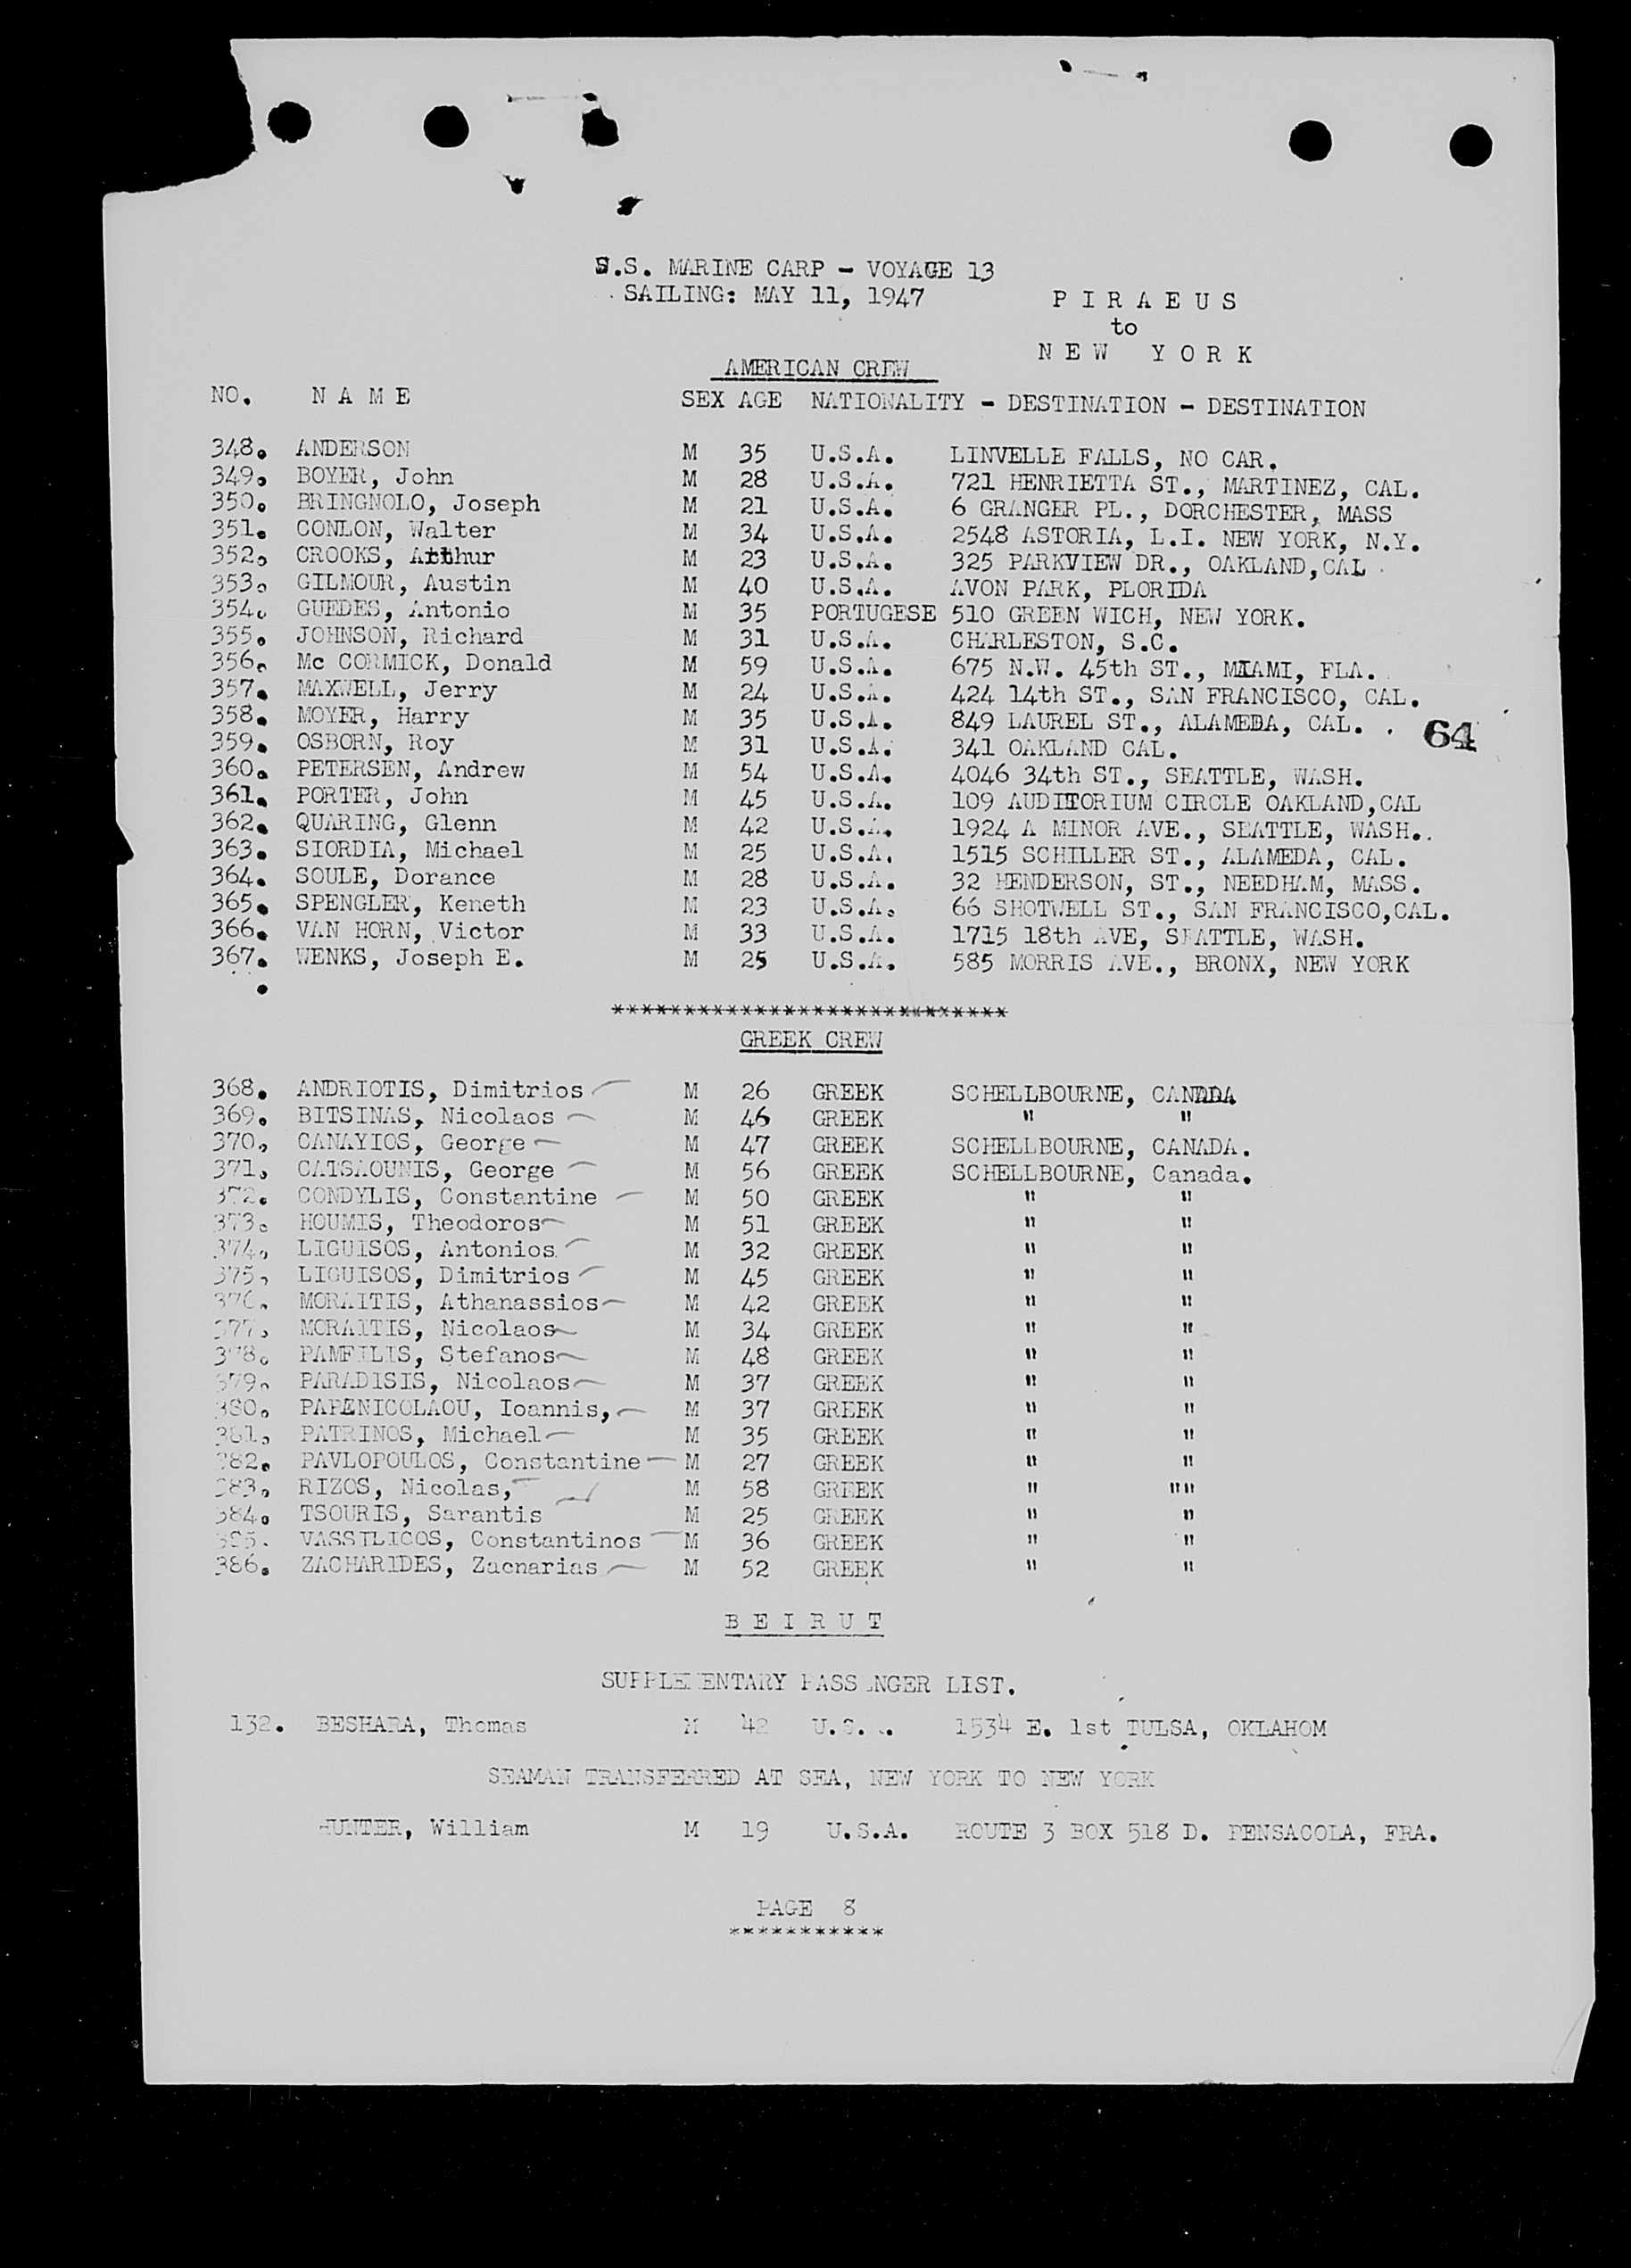 S.S. MARINE CARP - VOYAGE 13
SAILING: MAY 11, 1947
P I R A E U S
to
N E W   Y O R K
AMERICAN CREW
NO. N A M E SEX AGE NATIONALITY - DESTINATION - DESTINATION
348. ANDERSON M 35 U.S.A. LINVELLE FALLS, NO CAR.
349. BOYER, John M 28 U.S.A. 721 HENRIETTA ST., MARTINEZ, CAL.
350. BRINGNOLO, Joseph M 21 U.S.A. 6 GRANGER PL., DORCHESTER, MASS
351. CONLON, Walter M 34 U.S.A. 2548 ASTORIA, L.I. NEW YORK, N.Y.
352. CROOKS, Atthur M 23 U.S.A. 325 PARKVIEW DR., OAKLAND,CAL.
353. GILMOUR, Austin M 40 U.S.A. AVON PARK, PLORIDA
354. GUEDES, Antonio M 35 PORTUGESE 510 GREEN WICH, NEW YORK.
355. JOHNSON, Richard M 31 U.S.A. CHARLESTON, S.C.
356. Mc CORMICK, Donald M 59 U.S.A. 675 N.W. 45th ST., MIAMI, FLA.
357. MAXWELL, Jerry M 24 U.S.A. 424 14th ST., SAN FRANCISCO, CAL.
358. MOYER, Harry M 35 U.S.A. 849 LAUREL ST., ALAMEDA, CAL. 64
359. OSBORN, Roy M 31 U.S.A. 341 OAKLAND CAL.
360. PETERSEN, Andrew M 54 U.S.A. 4046 34th ST., SEATTLE, WASH.
361. PORTER, John M 45 U.S.A. 109 AUDITORIUM CIRCLE OAKLAND,CAL
362. QUARING, Glenn M 42 U.S.A. 1924 A MINOR AVE., SEATTLE, WASH..
363. SIORDIA, Michael M 25 U.S.A. 1515 SCHILLER ST., ALAMEDA, CAL.
364. SOULE, Dorance M 28 U.S.A. 32 HENDERSON, ST., NEEDHAM, MASS.
365. SPENGLER, Keneth M 23 U.S.A. 66 SHOTWELL ST., SAN FRANCISCO,CAL.
366. VAN HORN, Victor M 33 U.S.A. 1715 18th AVE, SEATTLE, WASH.
367. WENKS, Joseph E. M 25 U.S.A. 585 MORRIS AVE., BRONX, NEW YORK
****************************
GREEK CREW
368. ANDRIOTIS, Dimitrios M 26 GREEK SCHELLBOURNE, CANADA
369. BITSINAS, Nicolaos M 46 GREEK " "
370. CANAYIOS, George M 47 GREEK SCHELLBOURNE, CANADA.
371. CATSAOUNIS, George M 56 GREEK SCHELLBOURNE, Canada.
372. CONDYLIS, Constantine M 50 GREEK " "
373. HOUMIS, Theodoros M 51 GREEK " "
374. LIGUISOS, Antonios M 32 GREEK " "
375. LIGUISOS, Dimitrios M 45 GREEK " "
376. MORAITIS, Athanassios M 42 GREEK " "
377. MORAITIS, Nicolaos M 34 GREEK " "
378. PAMFILIS, Stefanos M 48 GREEK " "
379. PARADISIS, Nicolaos M 37 GREEK " "
380. PAPENICOLAOU, Ioannis, M 37 GREEK " "
381. PATRINOS, Michael M 35 GREEK " "
382. PAVLOPOULOS, Constantine M 27 GREEK " "
383. RIZOS, Nicolas, M 58 GREEK " ""
384. TSOURIS, Sarantis M 25 GREEK " "
385. VASSILICOS, Constantinos M 36 GREEK " "
386. ZACHARIDES, Zacharias M 52 GREEK " "
B E I R U T
SUPPLEMENTARY PASSENGER LIST.
132. BESHARA, Thomas M 42 U.S.A. 1534 E. 1st TULSA, OKLAHOM
SEAMAN TRANSFERRED AT SEA, NEW YORK TO NEW YORK
HUNTER, William M 19 U.S.A. ROUTE 3 BOX 518 D. PENSACOLA, FRA.
PAGE 8
***********